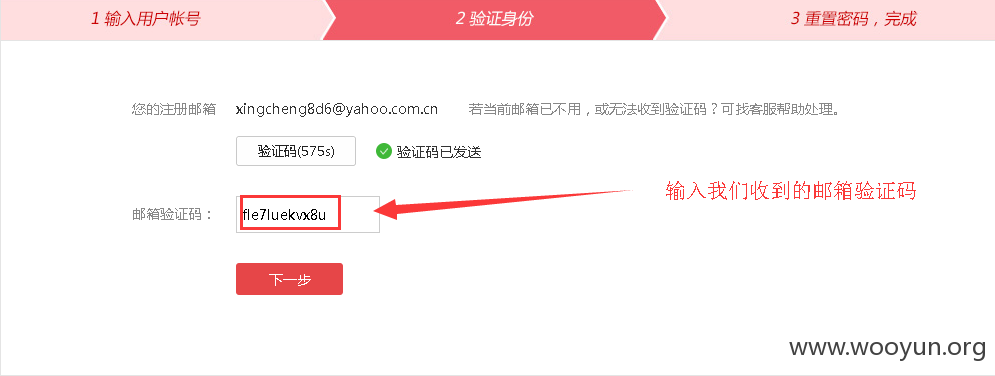 1 输入用户帐号
2 验证身份
3 重置密码，完成
您的注册邮箱 xingcheng8d6@yahoo.com.cn 若当前邮箱已不用，或无法收到验证码？可找客服帮助处理。
验证码(575s) 验证码已发送
输入我们收到的邮箱验证码
邮箱验证码： fle7luekvx8u
下一步
www.wooyun.org